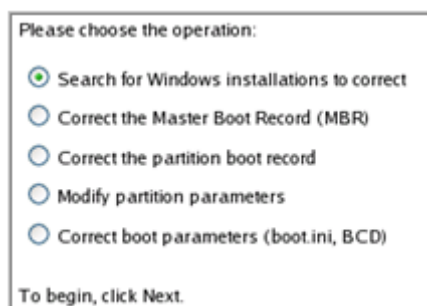 Please choose the operation:
Search for Windows installations to correct
Correct the Master Boot Record (MBR)
Correct the partition boot record
Modify partition parameters
Correct boot parameters (boot.ini, BCD)
To begin, click Next.